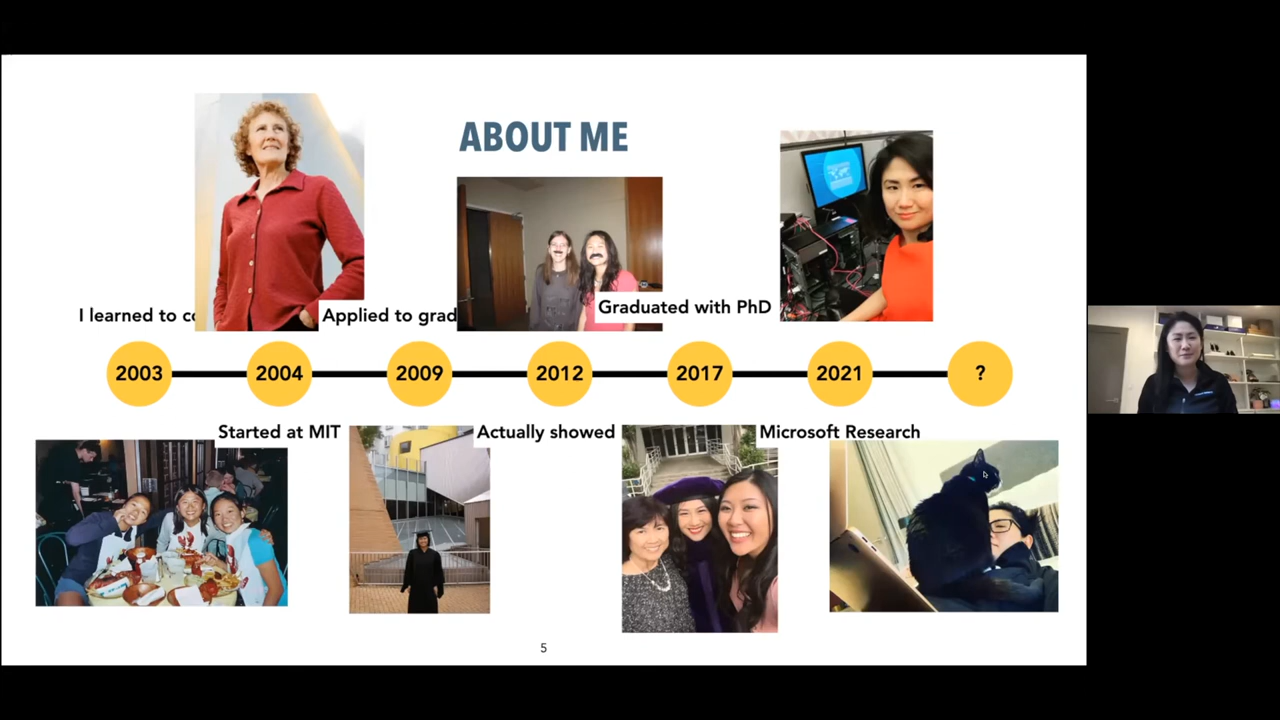 ABOUT ME
I learned to
Applied to grad
Graduated with PhD
2003
2004
2009
2012
2017
2021
?
Started at MIT
Actually showed
Microsoft Research
5